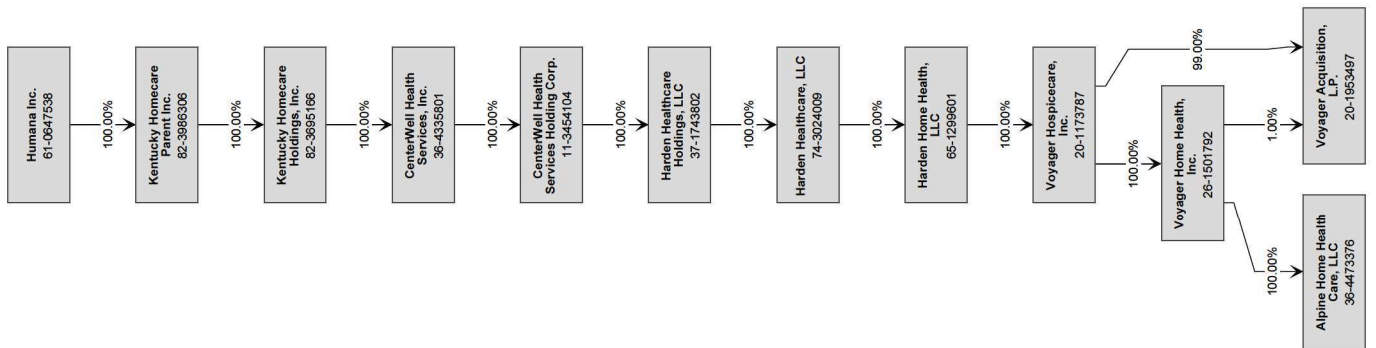 Humana Inc.
61-0647538
100.00%
Kentucky Homecare
Parent Inc.
82-3986306
100.00%
Kentucky Homecare
Holdings, Inc.
82-3695166
100.00%
CenterWell Health
Services, Inc.
36-4335801
100.00%
CenterWell Health
Services Holding Corp.
11-3454104
100.00%
Harden Healthcare
Holdings, LLC
37-1743802
100.00%
Harden Healthcare, LLC
74-3024009
100.00%
Harden Home Health,
LLC
65-1299601
100.00%
Voyager Hospicecare,
Inc.
20-1173787
99.00%
100.00%
Voyager Home Health,
Inc.
26-1501792
1.00%
100.00%
Voyager Acquisition,
L.P.
20-1953497
Alpine Home Health
Care, LLC
36-4473376